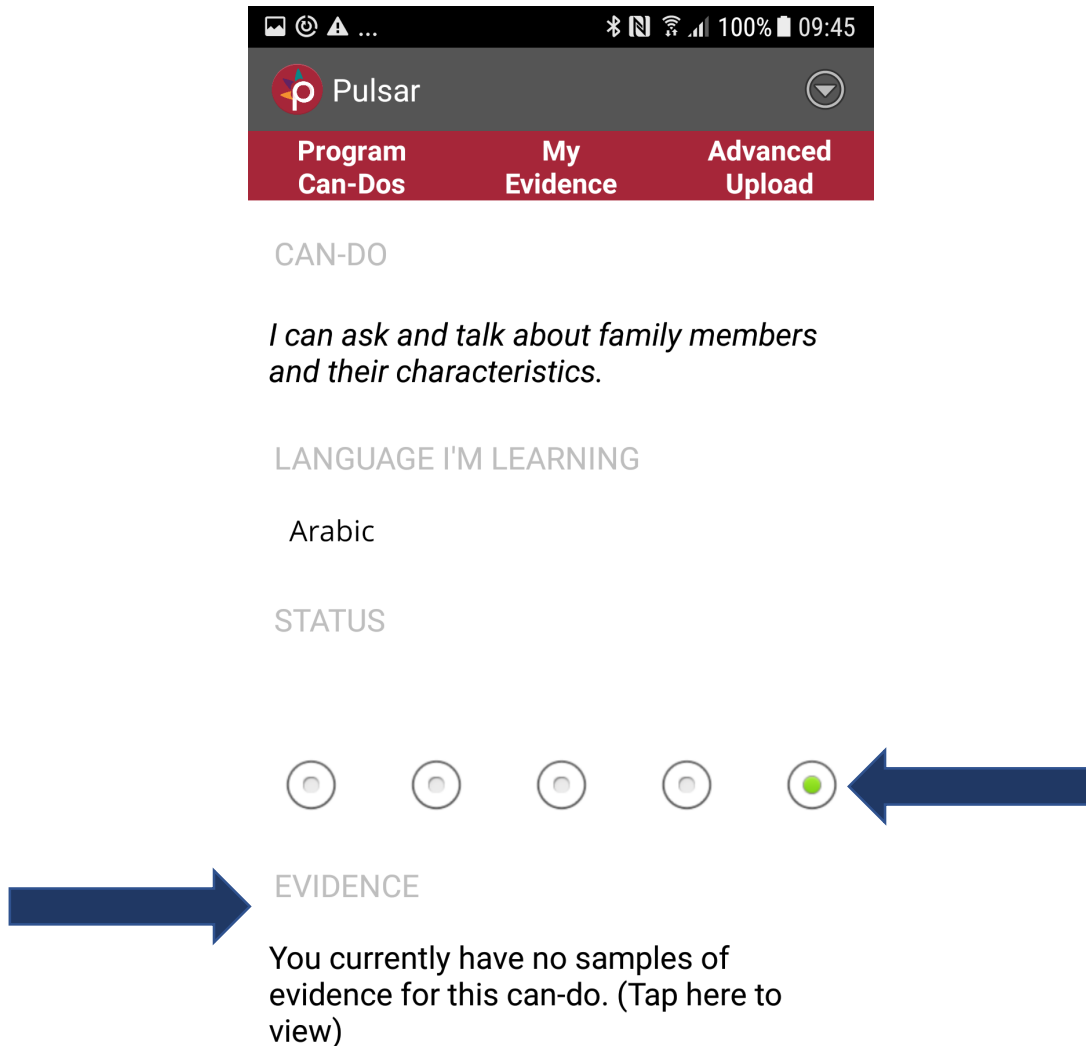 ... 100% 09:45
Pulsar
Program Can-Dos
My Evidence
Advanced Upload
CAN-DO
I can ask and talk about family members
and their characteristics.
LANGUAGE I'M LEARNING
Arabic
STATUS
EVIDENCE
You currently have no samples of
evidence for this can-do. (Tap here to
view)